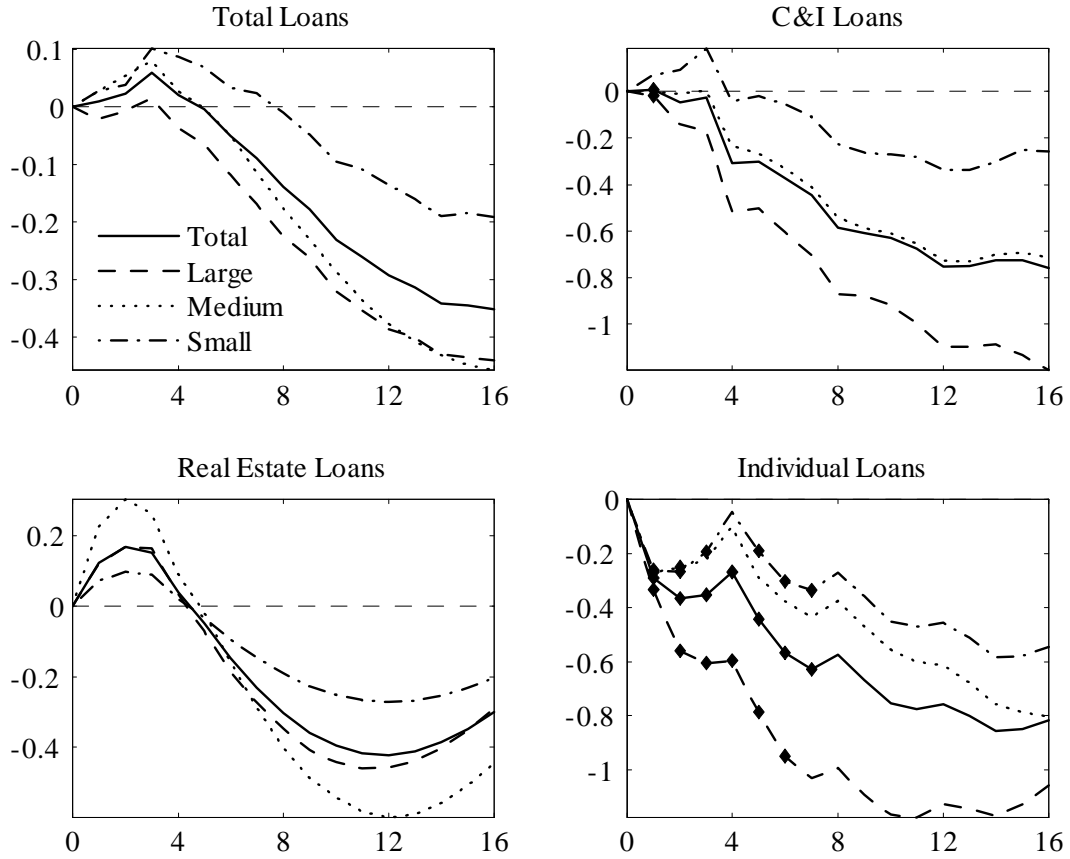 Total Loans
0.1
0
-0.1
-0.2
-0.3
-0.4
Total
Large
Medium
Small
0 4 8 12 16
C&I Loans
0
-0.2
-0.4
-0.6
-0.8
-1
0 4 8 12 16
Real Estate Loans
0.2
0
-0.2
-0.4
0 4 8 12 16
Individual Loans
0
-0.2
-0.4
-0.6
-0.8
-1
0 4 8 12 16